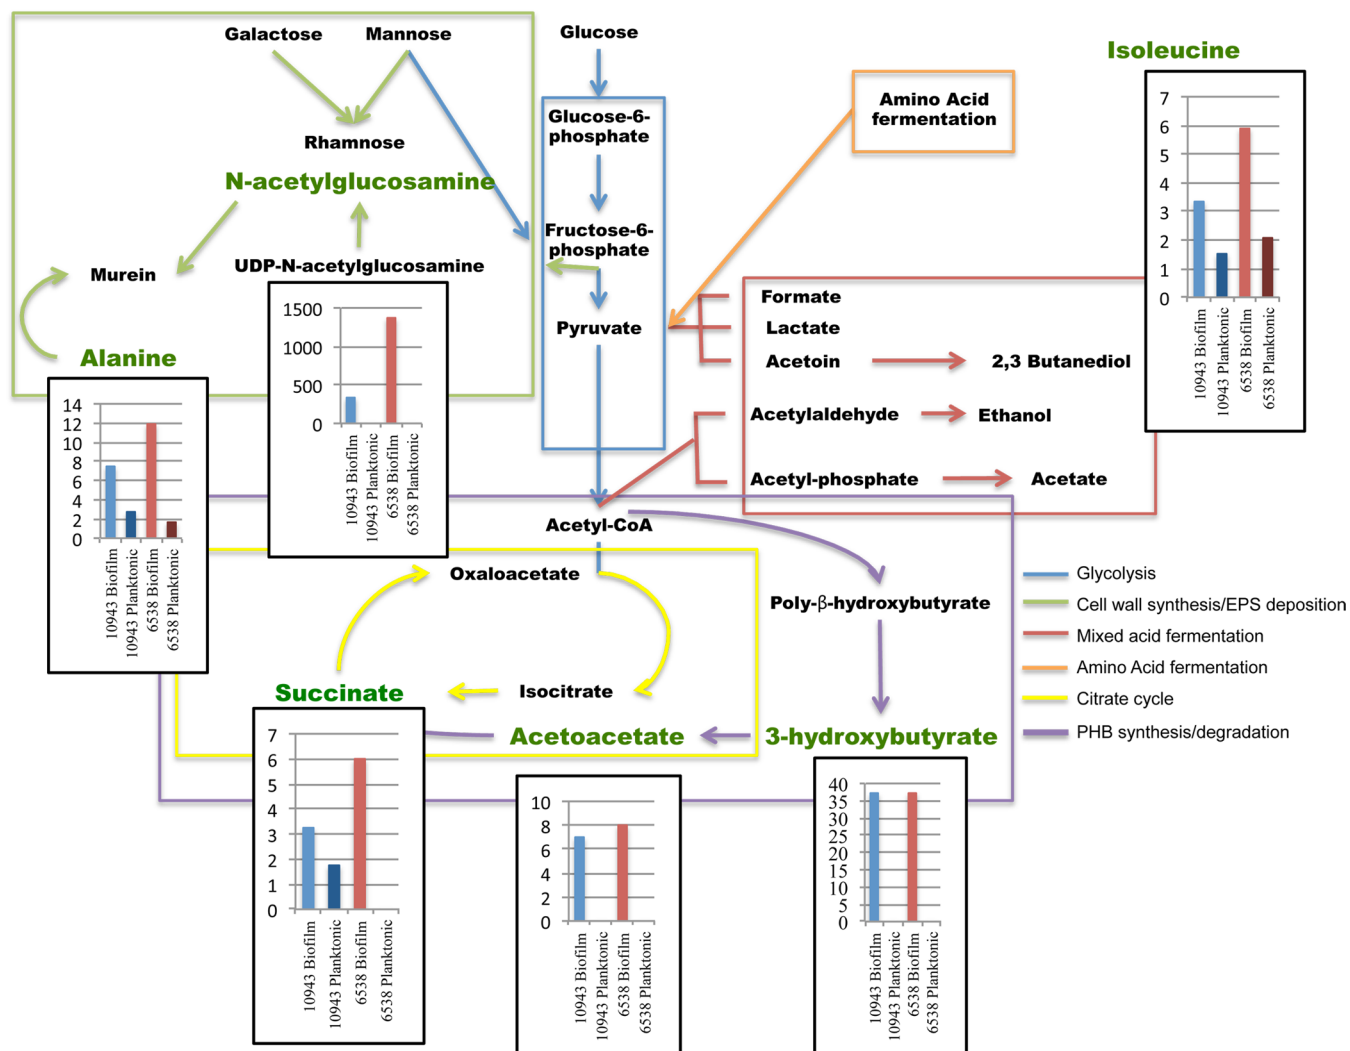 Galactose
Mannose
Glucose
Isoleucine
Amino Acid
fermentation
Glucose-6-
phosphate
Rhamnose
N-acetylglucosamine
Fructose-6-
phosphate
Murein
UDP-N-acetylglucosamine
Formate
Pyruvate
Lactate
Alanine
Acetoin
2,3 Butanediol
Acetylaldehyde
Ethanol
Acetyl-phosphate
Acetate
7
6
5
4
3
2
1
0
10943 Biofilm
10943 Planktonic
6538 Biofilm
6538 Planktonic
1500
1000
500
0
10943 Biofilm
10943 Planktonic
6538 Biofilm
6538 Planktonic
14
12
10
8
6
4
2
0
10943 Biofilm
10943 Planktonic
6538 Biofilm
6538 Planktonic
Acetyl-CoA
Oxaloacetate
Poly-β-hydroxybutyrate
Succinate
Isocitrate
Acetoacetate
3-hydroxybutyrate
Glycolysis
Cell wall synthesis/EPS deposition
Mixed acid fermentation
Amino Acid fermentation
Citrate cycle
PHB synthesis/degradation
7
6
5
4
3
2
1
0
10943 Biofilm
10943 Planktonic
6538 Biofilm
6538 Planktonic
10
8
6
4
2
0
10943 Biofilm
10943 Planktonic
6538 Biofilm
6538 Planktonic
40
35
30
25
20
15
10
5
0
10943 Biofilm
10943 Planktonic
6538 Biofilm
6538 Planktonic